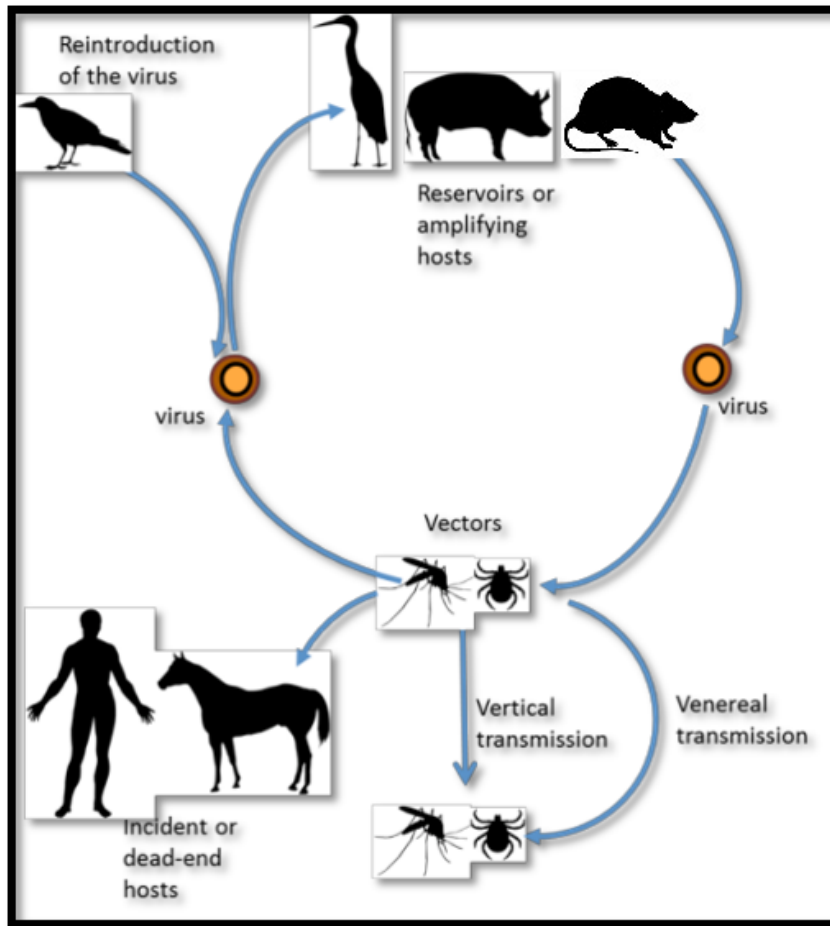 Reintroduction
of the virus
Reservoirs or
amplifying
hosts
virus
virus
Vectors
Vertical
transmission
Venereal
transmission
Incident or
dead-end
hosts